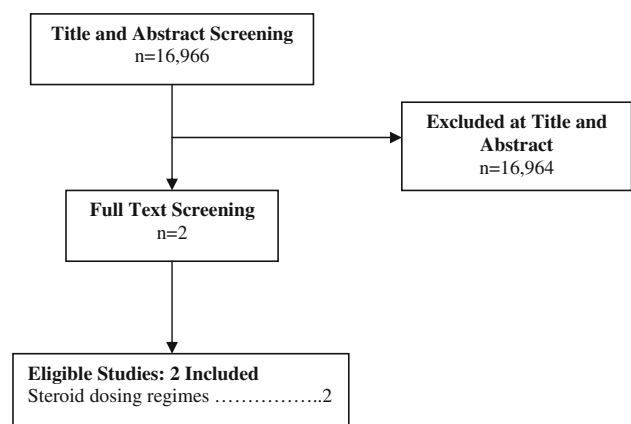 Title and Abstract Screening
n=16,966
Excluded at Title and
Abstract
n=16,964
Full Text Screening
n=2
Eligible Studies: 2 Included
Steroid dosing regimes ……………..2